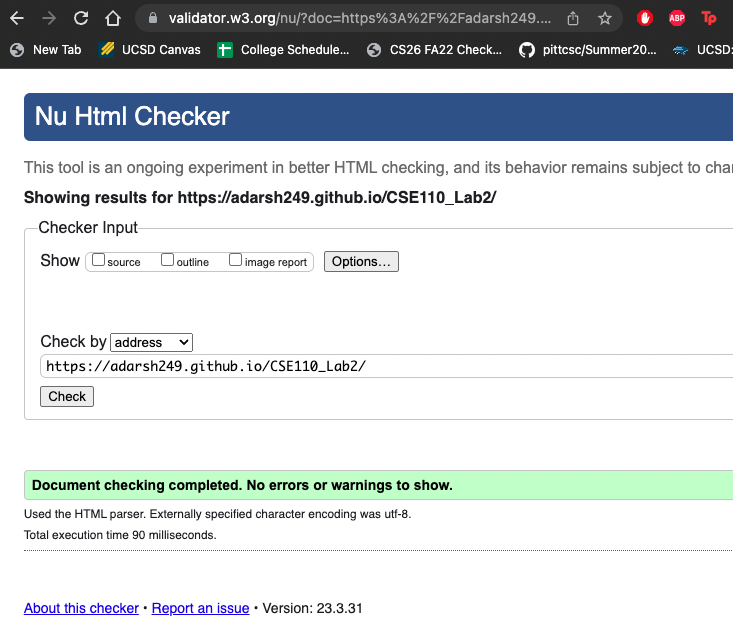 validator.w3.org/nu/?doc=https%3A%2F%2Fadarsh249....
ABP
Tp
New Tab UCSD Canvas College Schedule... CS26 FA22 Check... pittcsc/Summer20... UCSD:
Nu Html Checker
This tool is an ongoing experiment in better HTML checking, and its behavior remains subject to cha
Showing results for https://adarsh249.github.io/CSE110_Lab2/
Checker Input
Show source outline image report Options...
Check by address
https://adarsh249.github.io/CSE110_Lab2/
Check
Document checking completed. No errors or warnings to show.
Used the HTML parser. Externally specified character encoding was utf-8.
Total execution time 90 milliseconds.
About this checker • Report an issue • Version: 23.3.31